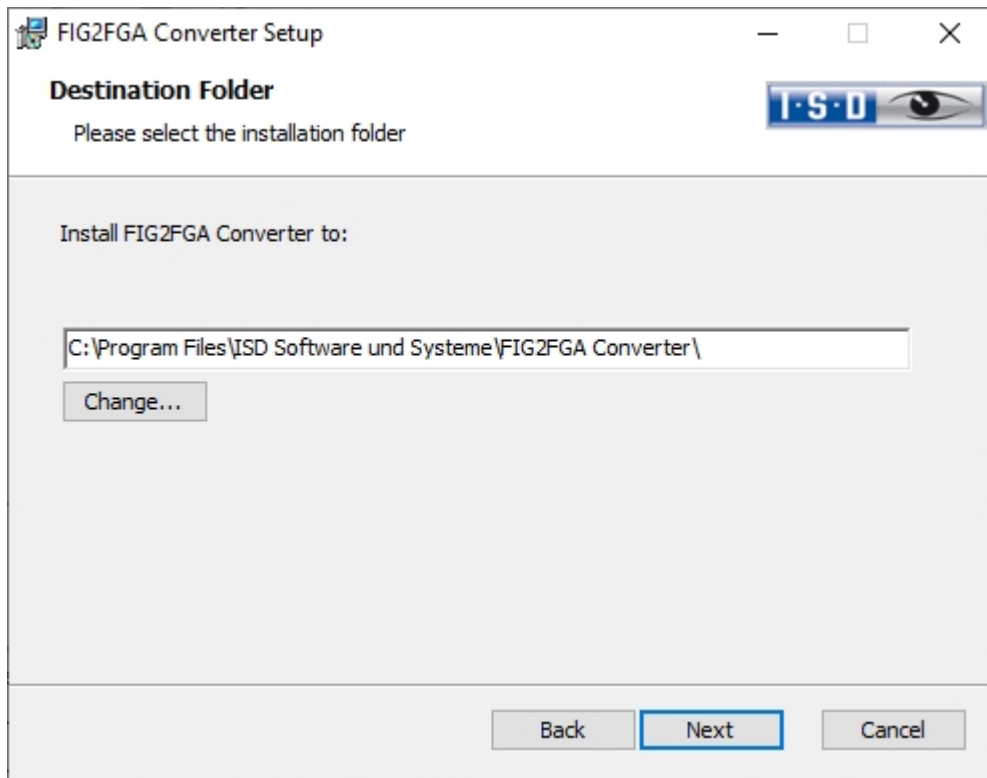 FIG2FGA Converter Setup
Destination Folder
Please select the installation folder
I·S·D
Install FIG2FGA Converter to:
C:\Program Files\ISD Software und Systeme\FIG2FGA Converter\
Change...
Back Next Cancel